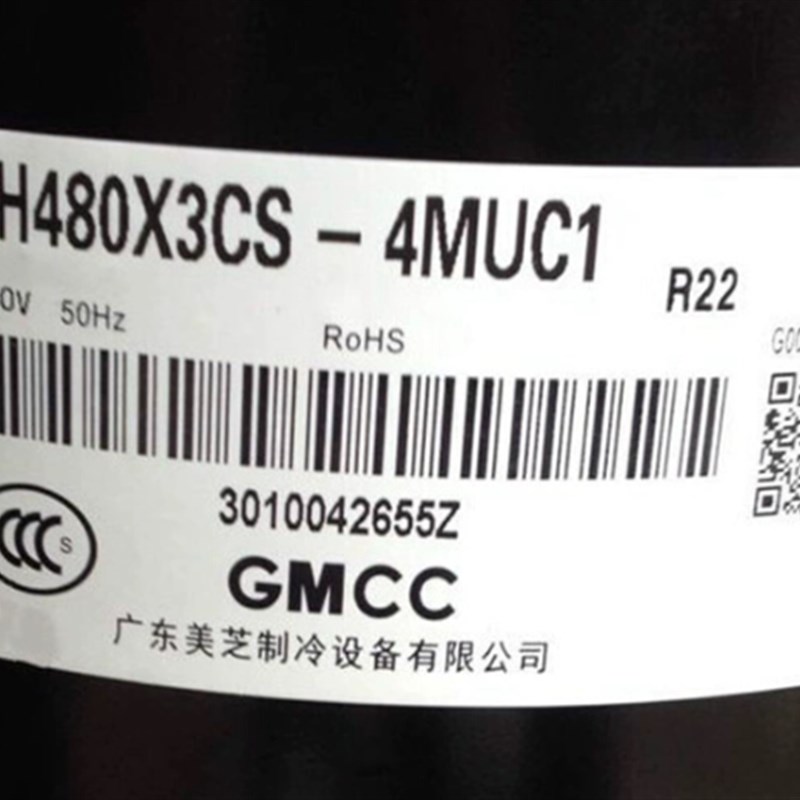 H480X3CS – 4MUC1 R22
0V 50Hz RoHS
G00
3010042655Z
CCC S
GMCC
广东美芝制冷设备有限公司